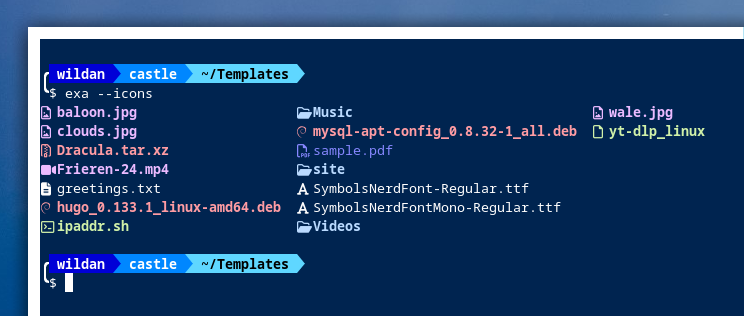 wildan castle ~/Templates
$ exa --icons
baloon.jpg Music wale.jpg
clouds.jpg mysql-apt-config_0.8.32-1_all.deb yt-dlp_linux
Dracula.tar.xz sample.pdf
Frieren-24.mp4 site
greetings.txt SymbolsNerdFont-Regular.ttf
hugo_0.133.1_linux-amd64.deb SymbolsNerdFontMono-Regular.ttf
ipaddr.sh Videos
wildan castle ~/Templates
$